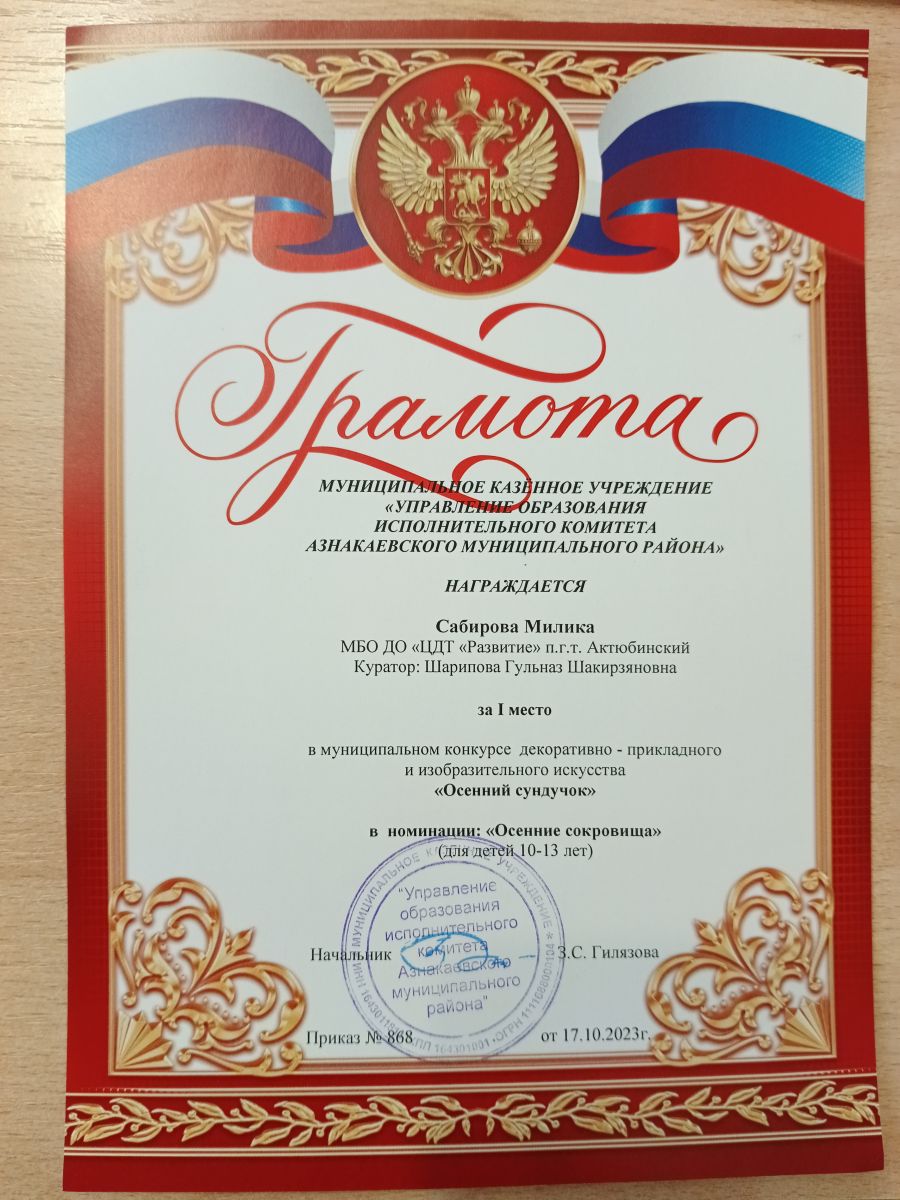 Грамота
МУНИЦИПАЛЬНОЕ КАЗЁННОЕ УЧРЕЖДЕНИЕ
«УПРАВЛЕНИЕ ОБРАЗОВАНИЯ
ИСПОЛНИТЕЛЬНОГО КОМИТЕТА
АЗНАКАЕВСКОГО МУНИЦИПАЛЬНОГО РАЙОНА»
НАГРАЖДАЕТСЯ
Сабирова Милика
МБО ДО «ЦДТ «Развитие» п.г.т. Актюбинский
Куратор: Шарипова Гульназ Шакирзяновна
за I место
в муниципальном конкурсе декоративно - прикладного
и изобразительного искусства
«Осенний сундучок»
в номинации: «Осенние сокровища»
(для детей 10-13 лет)
МУНИЦИПАЛЬНОЕ КАЗЕННОЕ УЧРЕЖДЕНИЕ *
"Управление
образования
исполнительного
комитета
Азнакаевского
муниципального
района"
Начальник З.С. Гилязова
Приказ № 868 от 17.10.2023г.